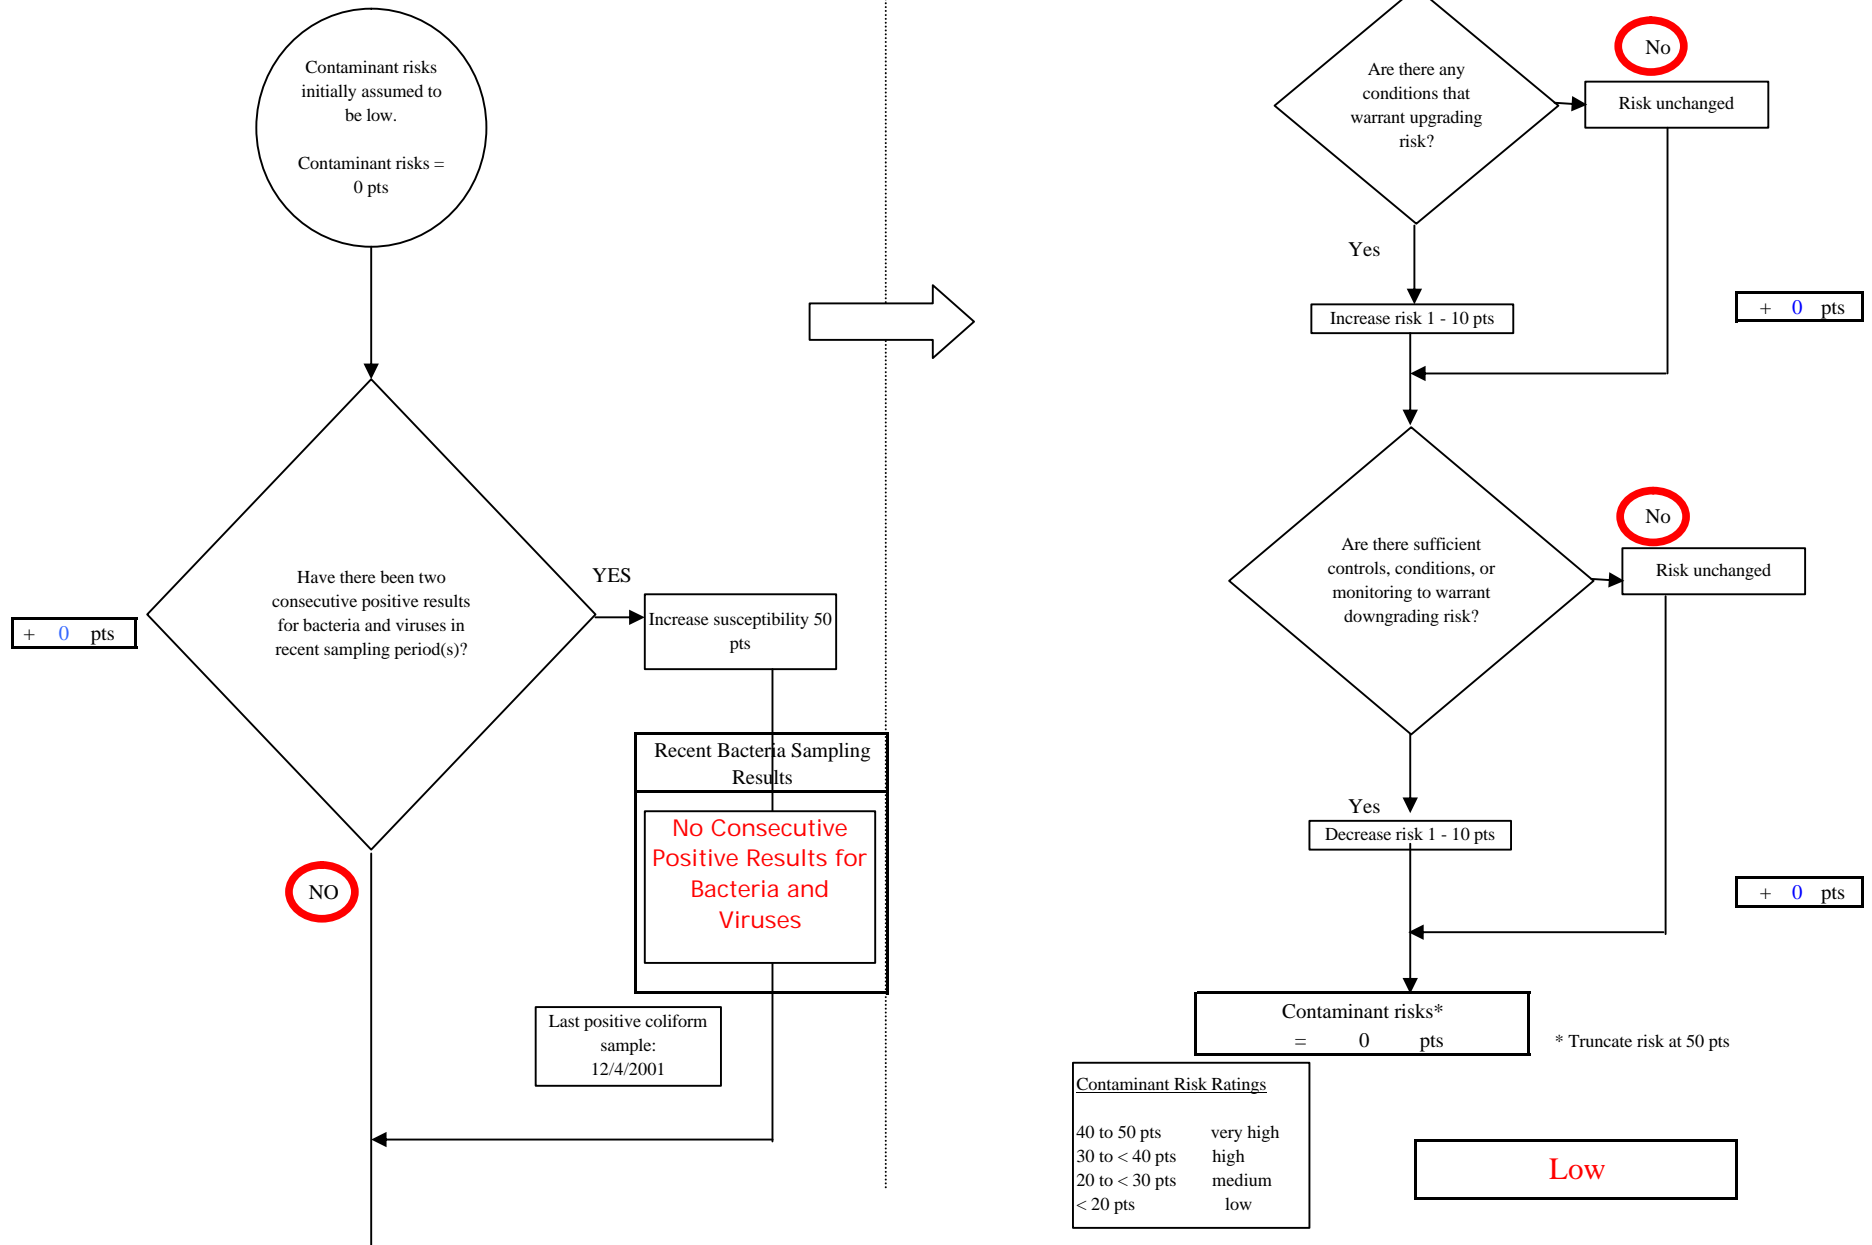 Contaminant risks
initially assumed to
be low.
Contaminant risks =
0 pts
Have there been two
consecutive positive results
for bacteria and viruses in
recent sampling period(s)?
+ 0 pts
YES
Increase susceptibility 50
pts
Recent Bacteria Sampling
Results
No Consecutive
Positive Results for
Bacteria and
Viruses
NO
Last positive coliform
sample:
12/4/2001
Are there any
conditions that
warrant upgrading
risk?
No
Risk unchanged
Yes
Increase risk 1 - 10 pts
+ 0 pts
Are there sufficient
controls, conditions, or
monitoring to warrant
downgrading risk?
No
Risk unchanged
Yes
Decrease risk 1 - 10 pts
+ 0 pts
Contaminant risks*
= 0 pts
* Truncate risk at 50 pts
Contaminant Risk Ratings
40 to 50 pts very high
30 to < 40 pts high
20 to < 30 pts medium
< 20 pts low
Low